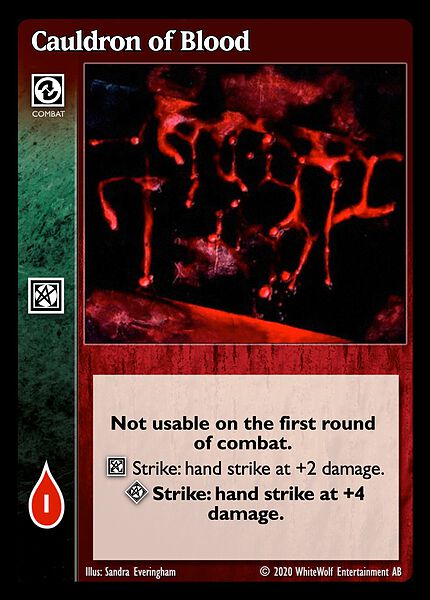 Cauldron of Blood
COMBAT
Not usable on the first round
of combat.
Strike: hand strike at +2 damage.
Strike: hand strike at +4
damage.
1
Illus: Sandra Everingham
© 2020 WhiteWolf Entertainment AB